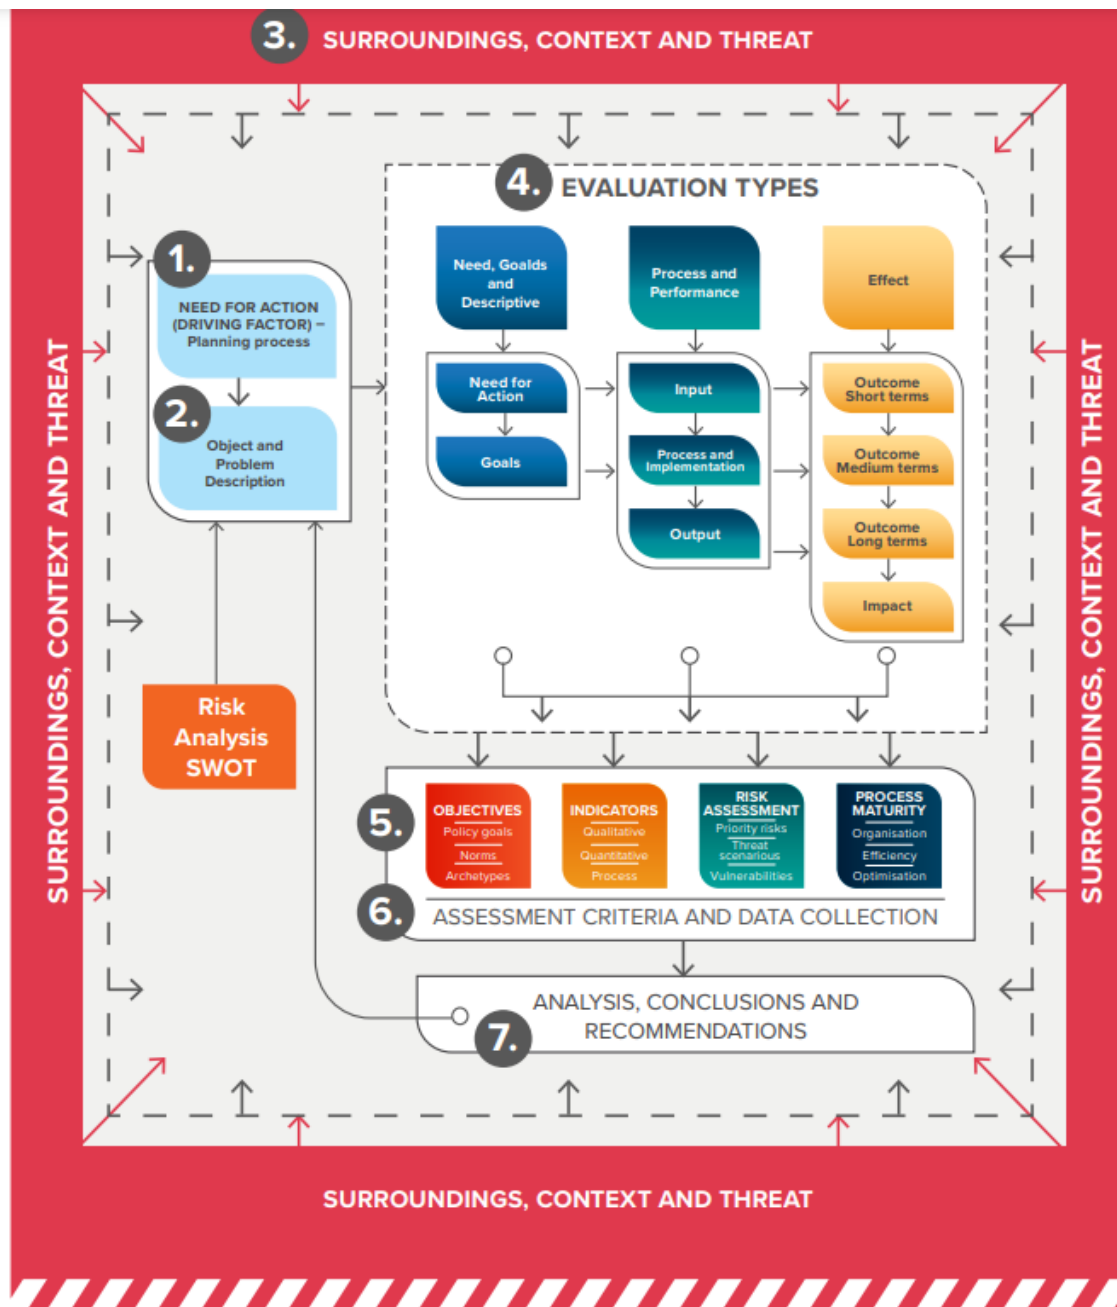 3.
SURROUNDINGS, CONTEXT AND THREAT
4.
EVALUATION TYPES
1.
NEED FOR ACTION
(DRIVING FACTOR) –
Planning process
2.
Object and
Problem
Description
Need, Goalds
and
Descriptive
Process and
Performance
Effect
Need for
Action
Goals
Input
Process and
Implementation
Output
Outcome
Short terms
Outcome
Medium terms
Outcome
Long terms
Impact
SURROUNDINGS, CONTEXT AND THREAT
SURROUNDINGS, CONTEXT AND THREAT
Risk
Analysis
SWOT
5.
OBJECTIVES
Policy goals
Norms
Archetypes
INDICATORS
Qualitative
Quantitative
Process
RISK
ASSESSMENT
Priority risks
Threat
scenarious
Vulnerabilities
PROCESS
MATURITY
Organisation
Efficiency
Optimisation
6.
ASSESSMENT CRITERIA AND DATA COLLECTION
7.
ANALYSIS, CONCLUSIONS AND
RECOMMENDATIONS
SURROUNDINGS, CONTEXT AND THREAT